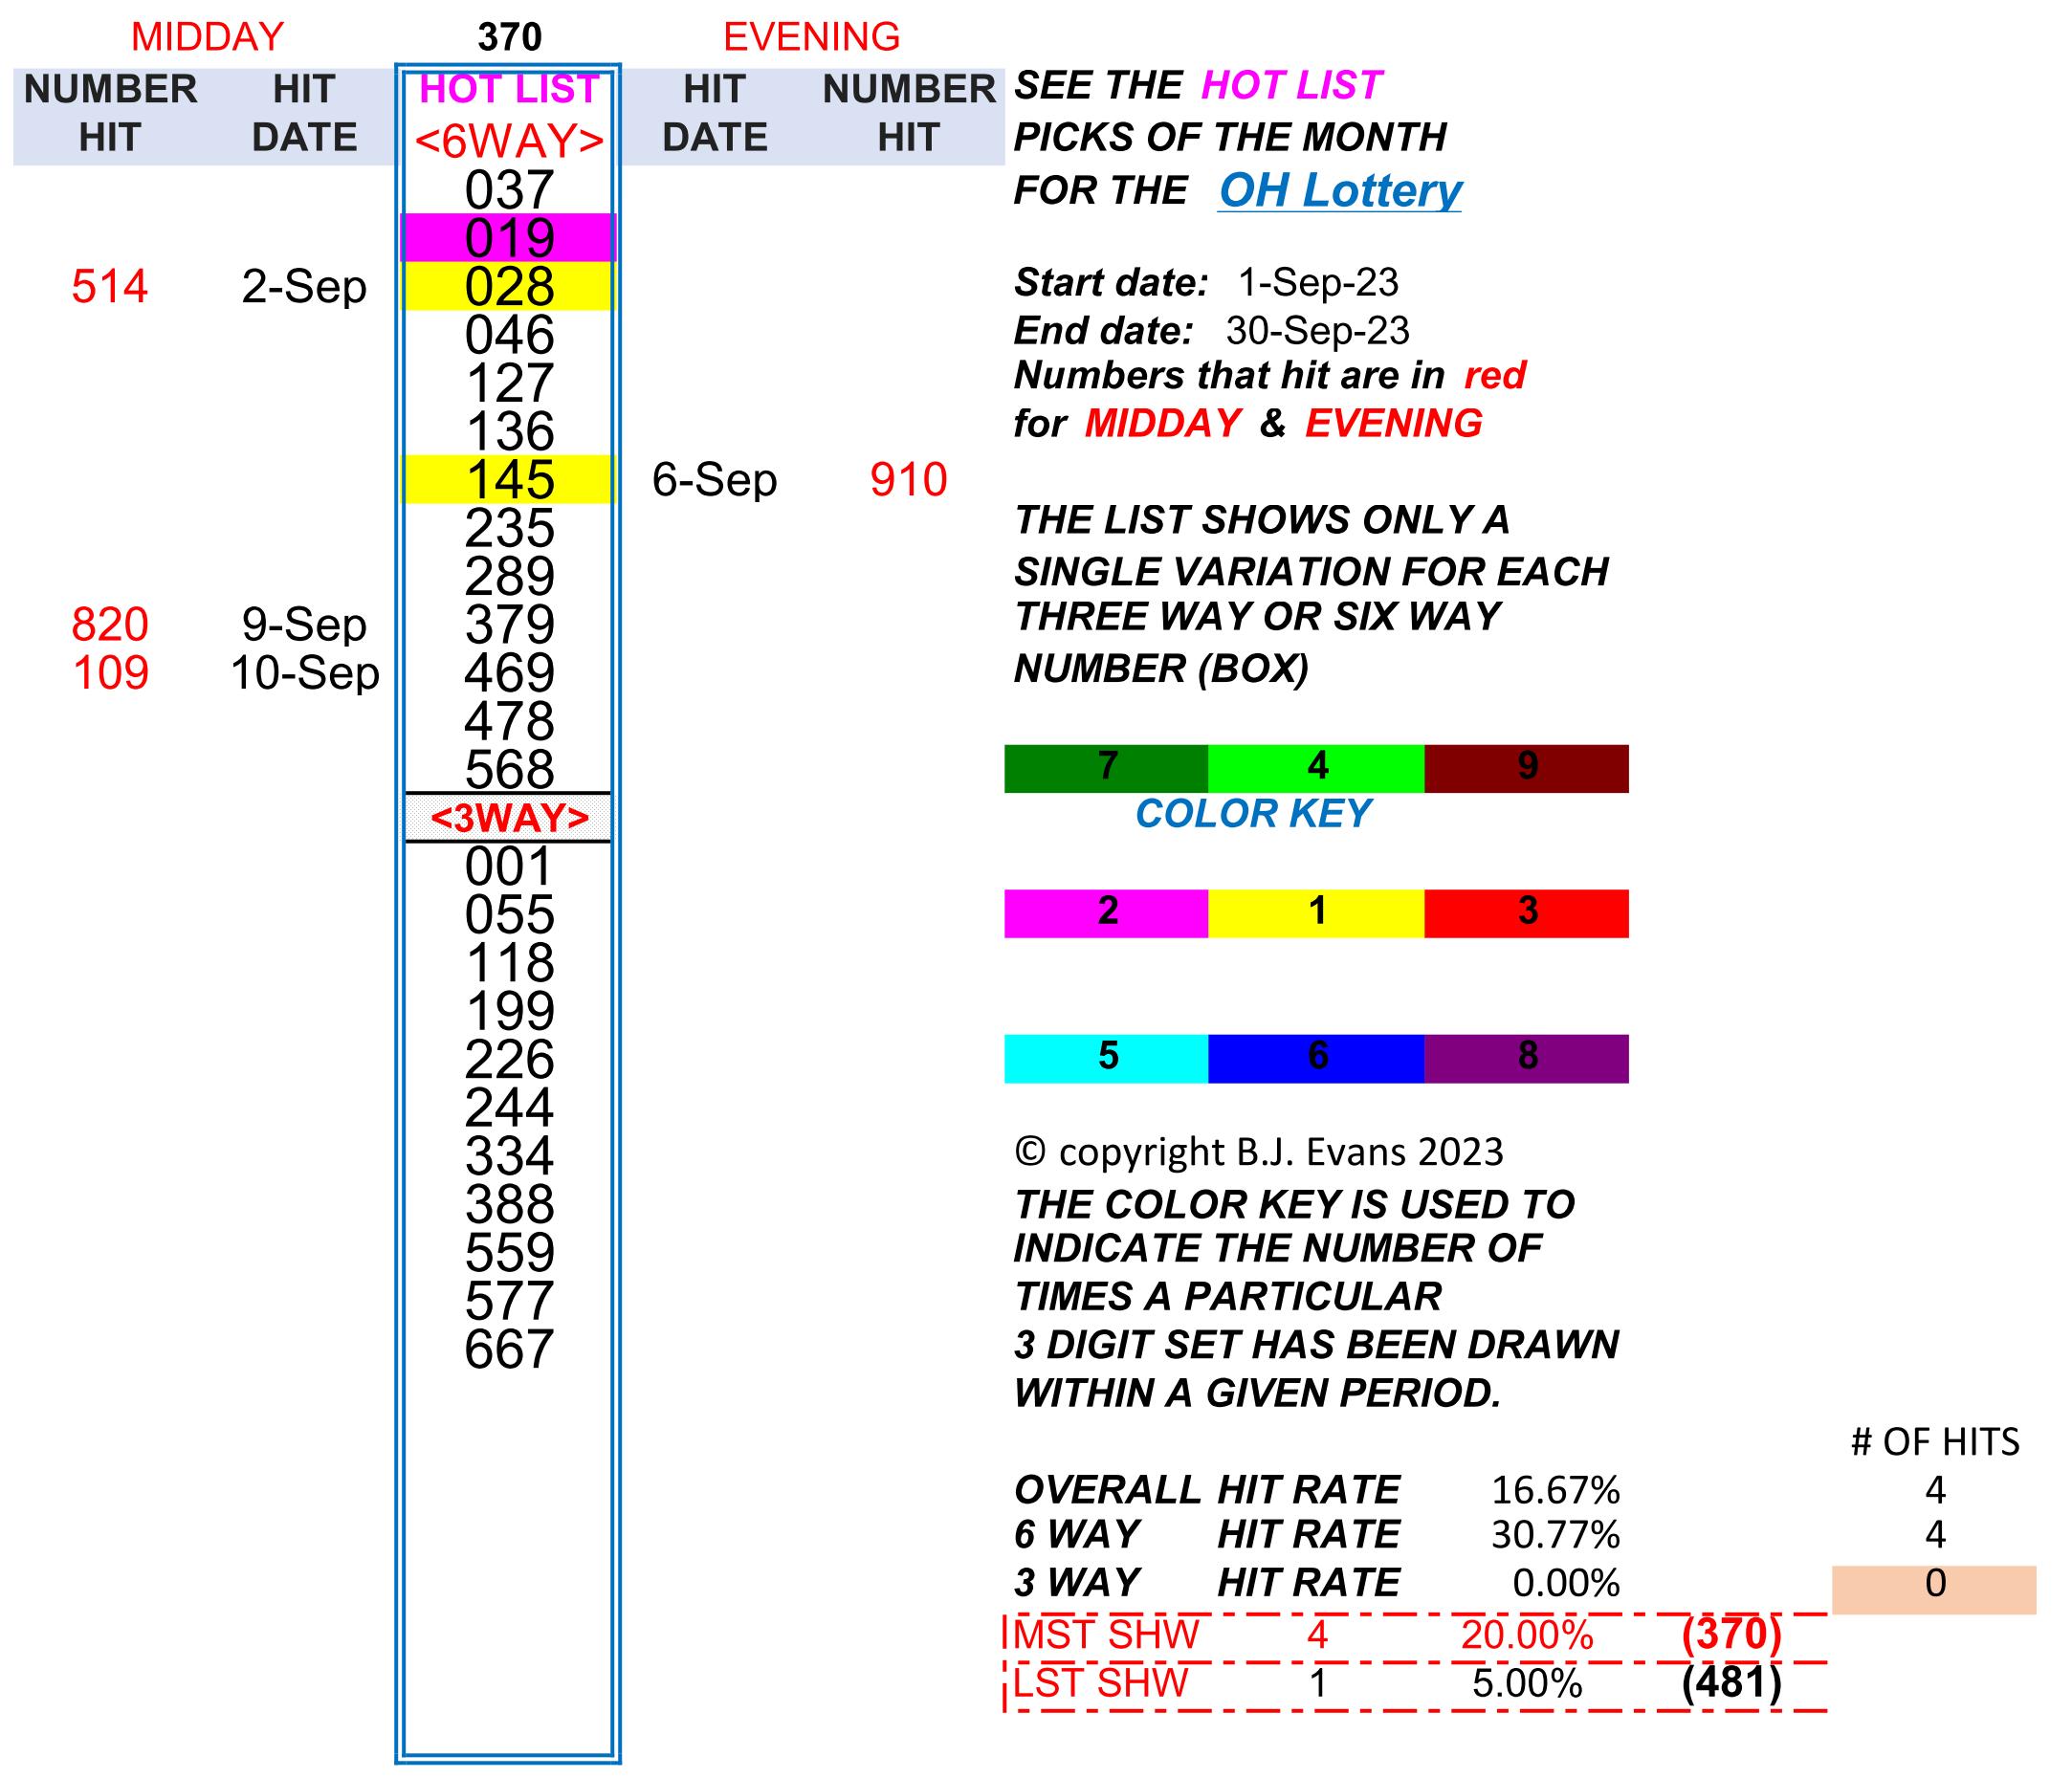 MIDDAY 370 EVENING
NUMBER HIT HOT LIST HIT NUMBER
HIT DATE <6WAY> DATE HIT
037
019
514 2-Sep 028
046
127
136
145 6-Sep 910
235
289
820 9-Sep 379
109 10-Sep 469
478
568
<3WAY>
001
055
118
199
226
244
334
388
559
577
667
SEE THE HOT LIST
PICKS OF THE MONTH
FOR THE OH Lottery
Start date: 1-Sep-23
End date: 30-Sep-23
Numbers that hit are in red
for MIDDAY & EVENING
THE LIST SHOWS ONLY A
SINGLE VARIATION FOR EACH
THREE WAY OR SIX WAY
NUMBER (BOX)
7 4 9
COLOR KEY
2 1 3
5 6 8
© copyright B.J. Evans 2023
THE COLOR KEY IS USED TO
INDICATE THE NUMBER OF
TIMES A PARTICULAR
3 DIGIT SET HAS BEEN DRAWN
WITHIN A GIVEN PERIOD.
# OF HITS
OVERALL HIT RATE 16.67% 4
6 WAY HIT RATE 30.77% 4
3 WAY HIT RATE 0.00% 0
MST SHW 4 20.00% (370)
LST SHW 1 5.00% (481)